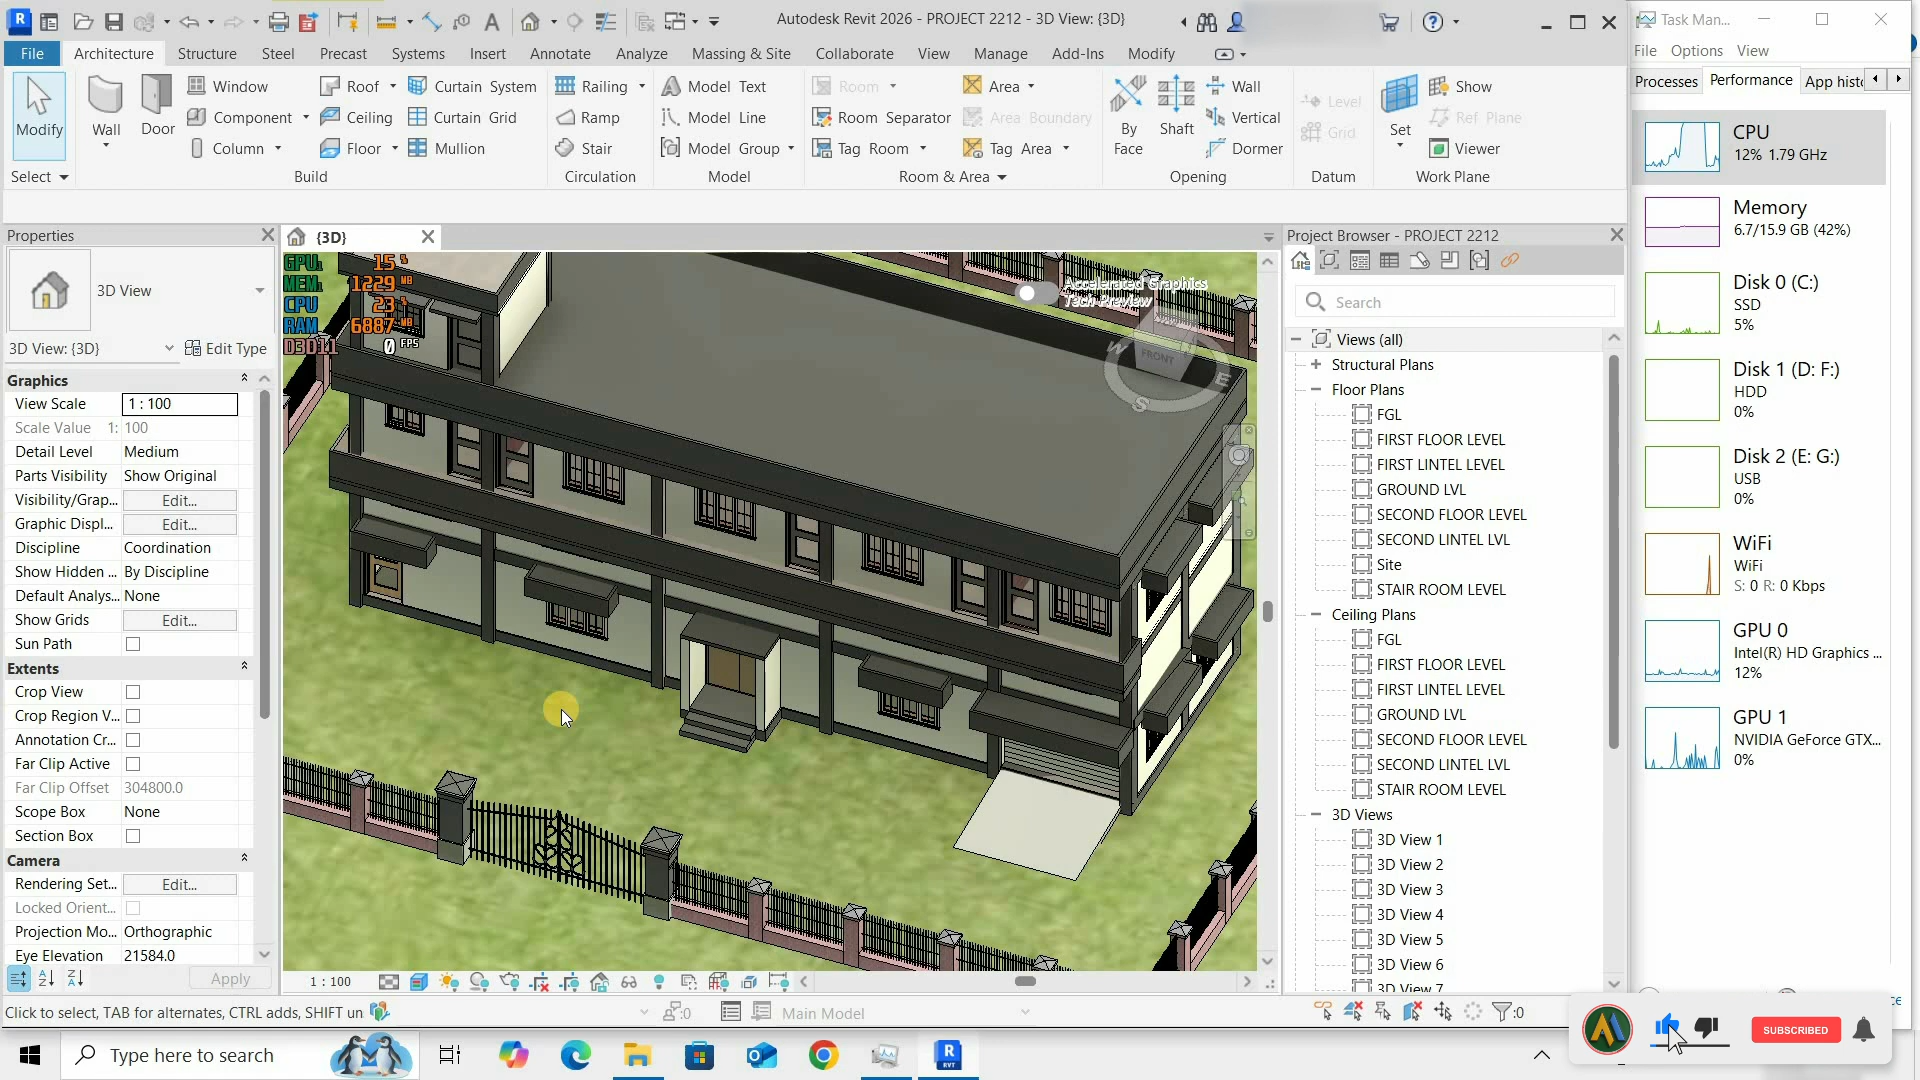 Autodesk Revit 2026 - PROJECT 2212 - 3D View: {3D}
File Architecture Structure Steel Precast Systems Insert Annotate Analyze Massing & Site Collaborate View Manage Add-Ins Modify
Modify
Select
Wall
Door
Window
Component
Column
Roof
Ceiling
Floor
Curtain System
Curtain Grid
Mullion
Build
Railing
Ramp
Stair
Circulation
Model Text
Model Line
Model Group
Model
Room
Room Separator
Tag Room
Area
Area Boundary
Tag Area
Room & Area
By
Face
Shaft
Wall
Vertical
Dormer
Opening
Level
Grid
Datum
Set
Show
Ref Plane
Viewer
Work Plane
Properties
3D View
3D View: {3D}
Edit Type
Graphics
View Scale 1 : 100
Scale Value 1: 100
Detail Level Medium
Parts Visibility Show Original
Visibility/Grap... Edit...
Graphic Displ... Edit...
Discipline Coordination
Show Hidden ... By Discipline
Default Analys... None
Show Grids Edit...
Sun Path
Extents
Crop View
Crop Region V...
Annotation Cr...
Far Clip Active
Far Clip Offset 304800.0
Scope Box None
Section Box
Camera
Rendering Set... Edit...
Locked Orient...
Projection Mo... Orthographic
Eye Elevation 21584.0
Apply
{3D}
GPU1 15 %
MEM1 1229 MB
CPU 23 %
RAM 6887 MB
D3D11 0 FPS
Accelerated Graphics
Tech Preview
FRONT
W
N
E
S
1 : 100
Project Browser - PROJECT 2212
Search
Views (all)
Structural Plans
Floor Plans
FGL
FIRST FLOOR LEVEL
FIRST LINTEL LEVEL
GROUND LVL
SECOND FLOOR LEVEL
SECOND LINTEL LVL
Site
STAIR ROOM LEVEL
Ceiling Plans
FGL
FIRST FLOOR LEVEL
FIRST LINTEL LEVEL
GROUND LVL
SECOND FLOOR LEVEL
SECOND LINTEL LVL
STAIR ROOM LEVEL
3D Views
3D View 1
3D View 2
3D View 3
3D View 4
3D View 5
3D View 6
3D View 7
Click to select, TAB for alternates, CTRL adds, SHIFT un
:0
Main Model
:0
Task Man...
File Options View
Processes Performance App histo
CPU
12% 1.79 GHz
Memory
6.7/15.9 GB (42%)
Disk 0 (C:)
SSD
5%
Disk 1 (D: F:)
HDD
0%
Disk 2 (E: G:)
USB
0%
WiFi
WiFi
S: 0 R: 0 Kbps
GPU 0
Intel(R) HD Graphics ...
12%
GPU 1
NVIDIA GeForce GTX...
0%
SUBSCRIBED
Type here to search
R
RVT